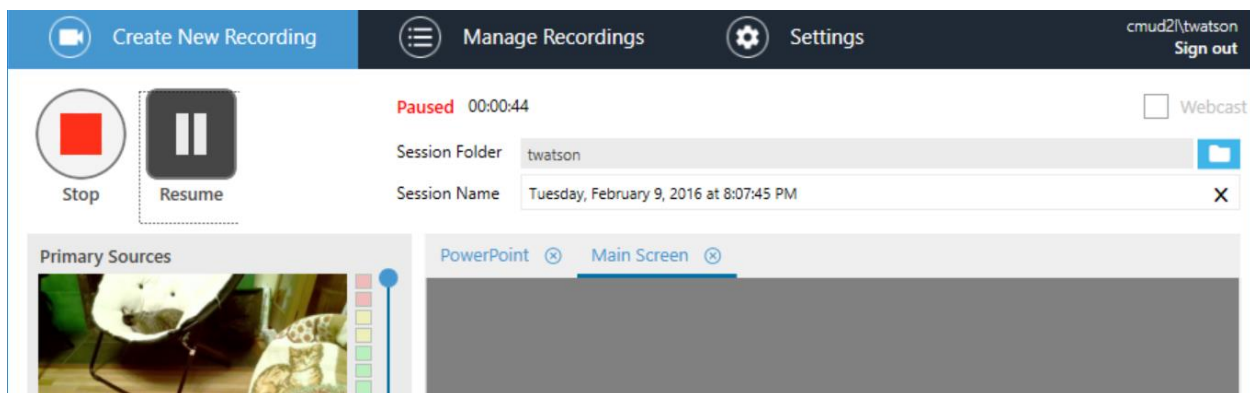 Create New Recording
Manage Recordings
Settings
cmud2l\twatson
Sign out
Paused 00:00:44
Webcast
Session Folder twatson
Session Name Tuesday, February 9, 2016 at 8:07:45 PM
Stop
Resume
Primary Sources
PowerPoint
Main Screen